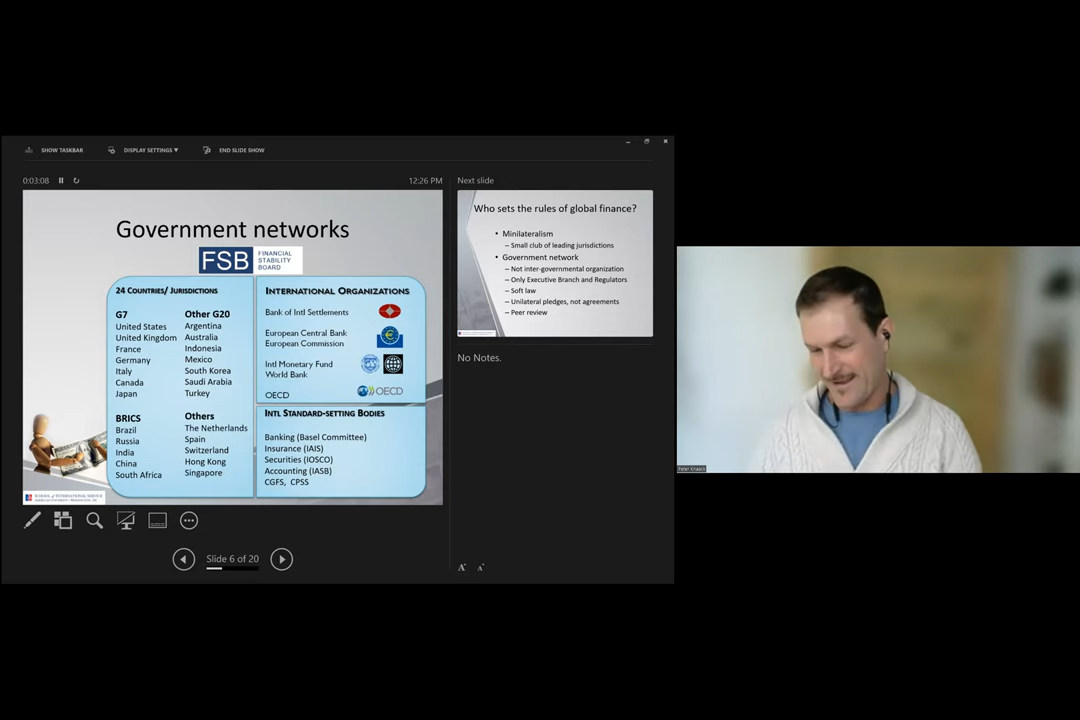 SHOW TASKBAR
DISPLAY SETTINGS ▼
END SLIDE SHOW
0:03:08
12:26 PM
Government networks
FSB
FINANCIAL
STABILITY
BOARD
24 COUNTRIES/ JURISDICTIONS
G7
United States
United Kingdom
France
Germany
Italy
Canada
Japan
Other G20
Argentina
Australia
Indonesia
Mexico
South Korea
Saudi Arabia
Turkey
BRICS
Brazil
Russia
India
China
South Africa
Others
The Netherlands
Spain
Switzerland
Hong Kong
Singapore
INTERNATIONAL ORGANIZATIONS
Bank of Intl Settlements
European Central Bank
European Commission
Intl Monetary Fund
World Bank
OECD
OECD
INTL STANDARD-SETTING BODIES
Banking (Basel Committee)
Insurance (IAIS)
Securities (IOSCO)
Accounting (IASB)
CGFS, CPSS
SCHOOL of INTERNATIONAL SERVICE
Slide 6 of 20
Next slide
Who sets the rules of global finance?
• Minilateralism
– Small club of leading jurisdictions
• Government network
– Not inter-governmental organization
– Only Executive Branch and Regulators
– Soft law
– Unilateral pledges, not agreements
– Peer review
No Notes.
A
A
Peter Knaack